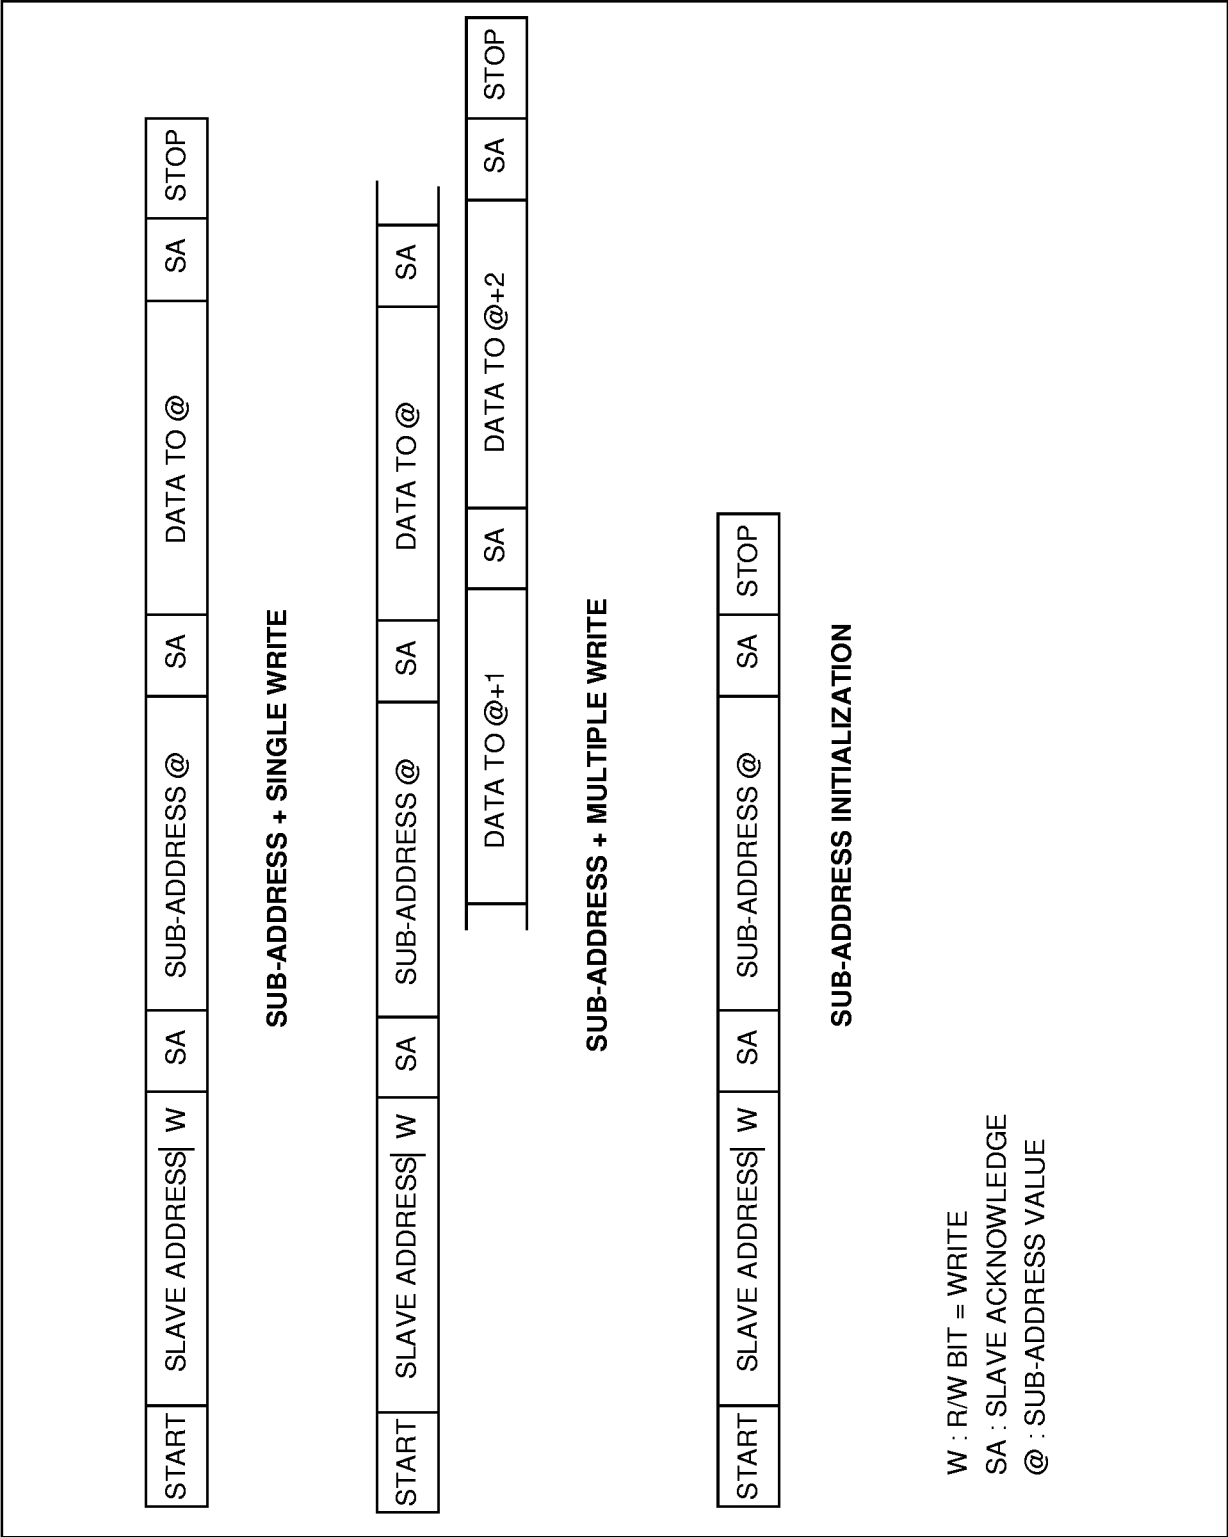 START SLAVE ADDRESS W SA SUB-ADDRESS @ SA DATA TO @ SA STOP
SUB-ADDRESS + SINGLE WRITE
START SLAVE ADDRESS W SA SUB-ADDRESS @ SA DATA TO @ SA
DATA TO @+1 SA DATA TO @+2 SA STOP
SUB-ADDRESS + MULTIPLE WRITE
START SLAVE ADDRESS W SA SUB-ADDRESS @ SA STOP
SUB-ADDRESS INITIALIZATION
W : R/W BIT = WRITE
SA : SLAVE ACKNOWLEDGE
@ : SUB-ADDRESS VALUE